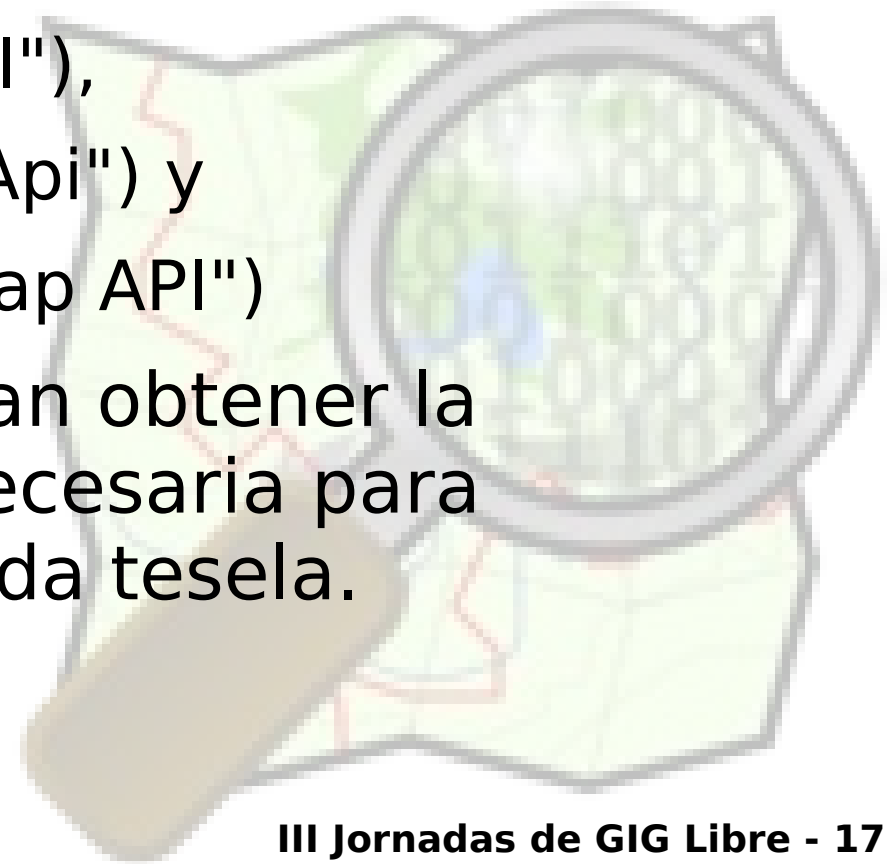 l"),
Api") y
ap API")
an obtener la
ecesaria para
da tesela.
III Jornadas de GIG Libre - 17